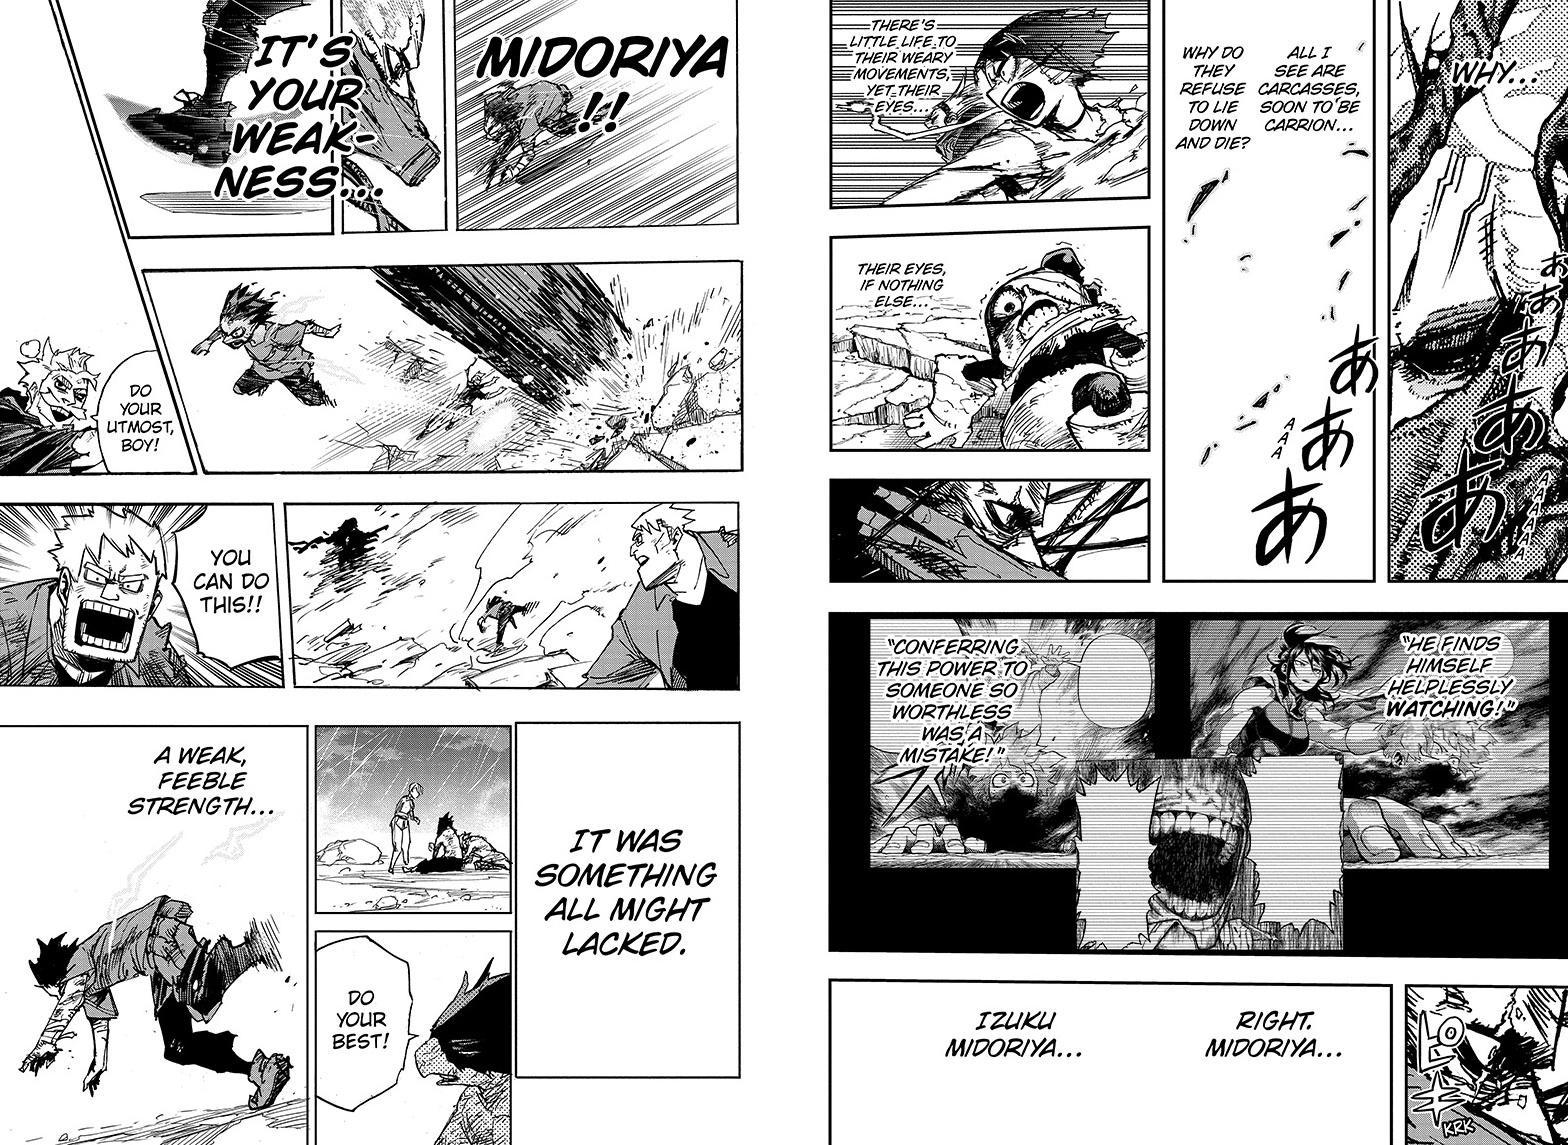 WHY...
ああああああ
AAAAAAA
ALL I
SEE ARE
CARCASSES,
SOON TO BE
CARRION...
WHY DO
THEY
REFUSE
TO LIE
DOWN
AND DIE?
あああ
AAA
THERE'S
LITTLE LIFE TO
THEIR WEARY
MOVEMENTS,
YET THEIR
EYES...
THEIR EYES,
IF NOTHING
ELSE...
"HE FINDS
HIMSELF
HELPLESSLY
WATCHING!"
"CONFERRING
THIS POWER TO
SOMEONE SO
WORTHLESS
WAS A
MISTAKE!"
KRK
RIGHT.
MIDORIYA...
IZUKU
MIDORIYA...
MIDORIYA
!!
IT'S
YOUR
WEAK-
NESS...
DO
YOUR
UTMOST,
BOY!
YOU
CAN DO
THIS!!
IT WAS
SOMETHING
ALL MIGHT
LACKED.
DO
YOUR
BEST!
A WEAK,
FEEBLE
STRENGTH...